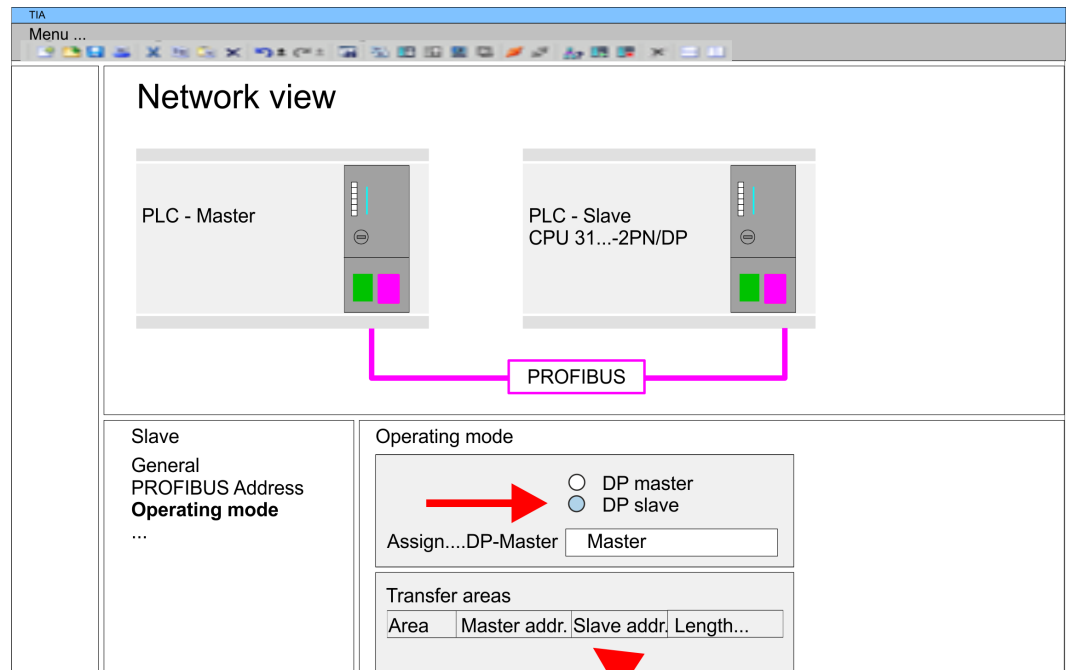 TIA
Menu ...
Network view
PLC - Master
PLC - Slave
CPU 31...-2PN/DP
PROFIBUS
Slave
General
PROFIBUS Address
Operating mode
...
Operating mode
DP master
DP slave
Assign....DP-Master Master
Transfer areas
Area Master addr. Slave addr. Length...